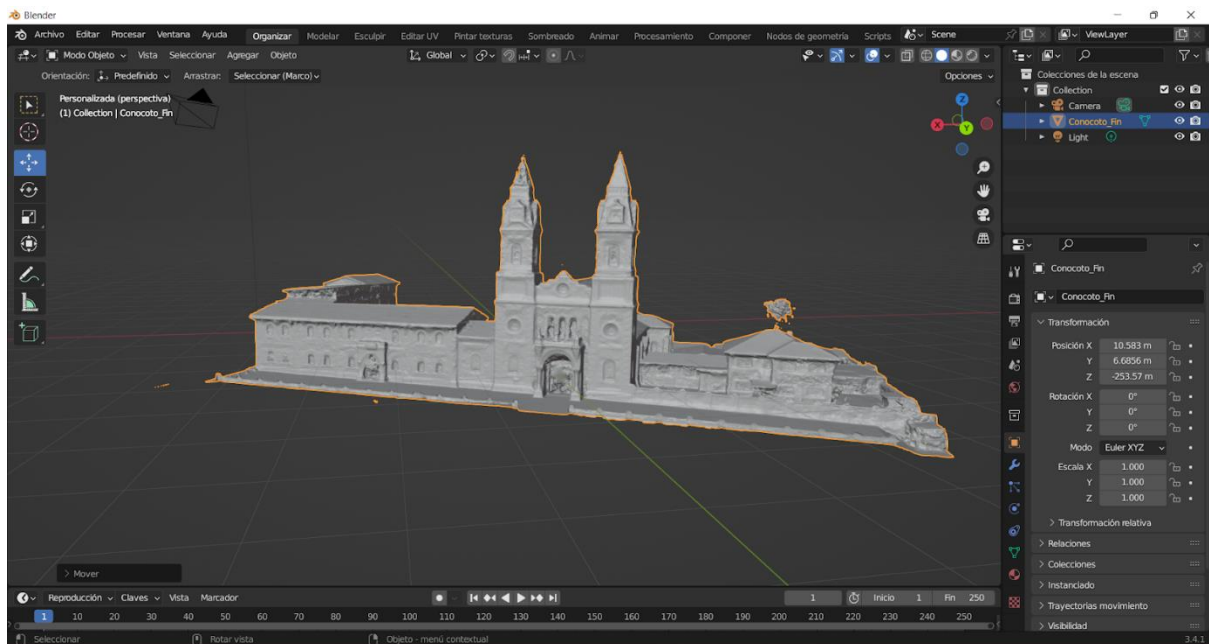 Blender
Archivo Editar Procesar Ventana Ayuda Organizar Modelar Esculpir Editar UV Pintar texturas Sombreado Animar Procesamiento Componer Nodos de geometría Scripts Scene ViewLayer
Modo Objeto Vista Seleccionar Agregar Objeto Global
Orientación: Predefinido Arrastrar: Seleccionar (Marco) Opciones
Personalizada (perspectiva)
(1) Collection | Conocoto_Fin
Z
X
Y
Colecciones de la escena
Collection
Camera
Conocoto_Fin
Light
Conocoto_Fin
Conocoto_Fin
Transformación
Posición X 10.583 m
Y 6.6856 m
Z -253.57 m
Rotación X 0°
Y 0°
Z 0°
Modo Euler XYZ
Escala X 1.000
Y 1.000
Z 1.000
Transformación relativa
Relaciones
Colecciones
Instanciado
Trayectorias movimiento
Visibilidad
Mover
Reproducción Claves Vista Marcador 1 Inicio 1 Fin 250
1 10 20 30 40 50 60 70 80 90 100 110 120 130 140 150 160 170 180 190 200 210 220 230 240 250
Seleccionar Rotar vista Objeto - menú contextual 3.4.1